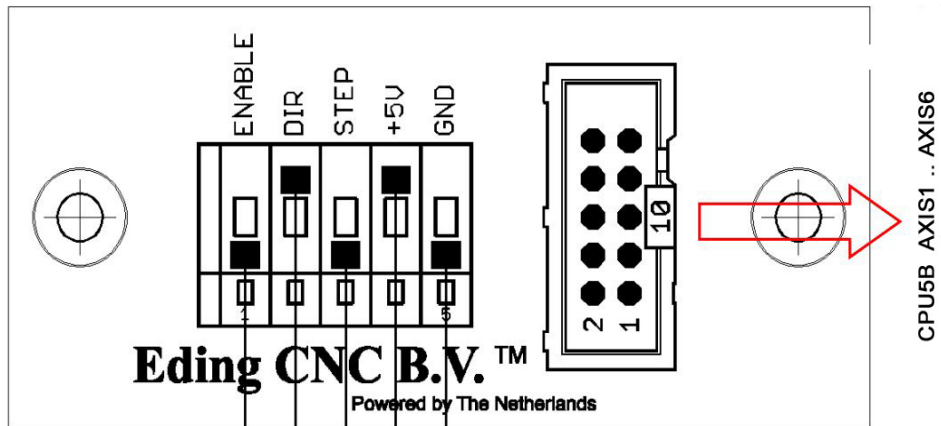 ENABLE
DIR
STEP
+5V
GND
10
2 1
1 5
Eding CNC B.V.™
Powered by The Netherlands
CPU5B AXIS1 .. AXIS6